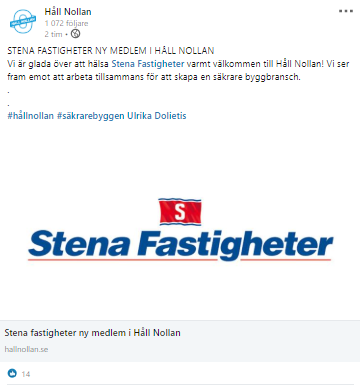 Håll Nollan
1 072 följare
2 tim •
STENA FASTIGHETER NY MEDLEM I HÅLL NOLLAN
Vi är glada över att hälsa Stena Fastigheter varmt välkommen till Håll Nollan! Vi ser
fram emot att arbeta tillsammans för att skapa en säkrare byggbransch.
.
.
#hållnollan #säkrarebyggen Ulrika Dolietis
S
Stena Fastigheter
Stena fastigheter ny medlem i Håll Nollan
hallnollan.se
14